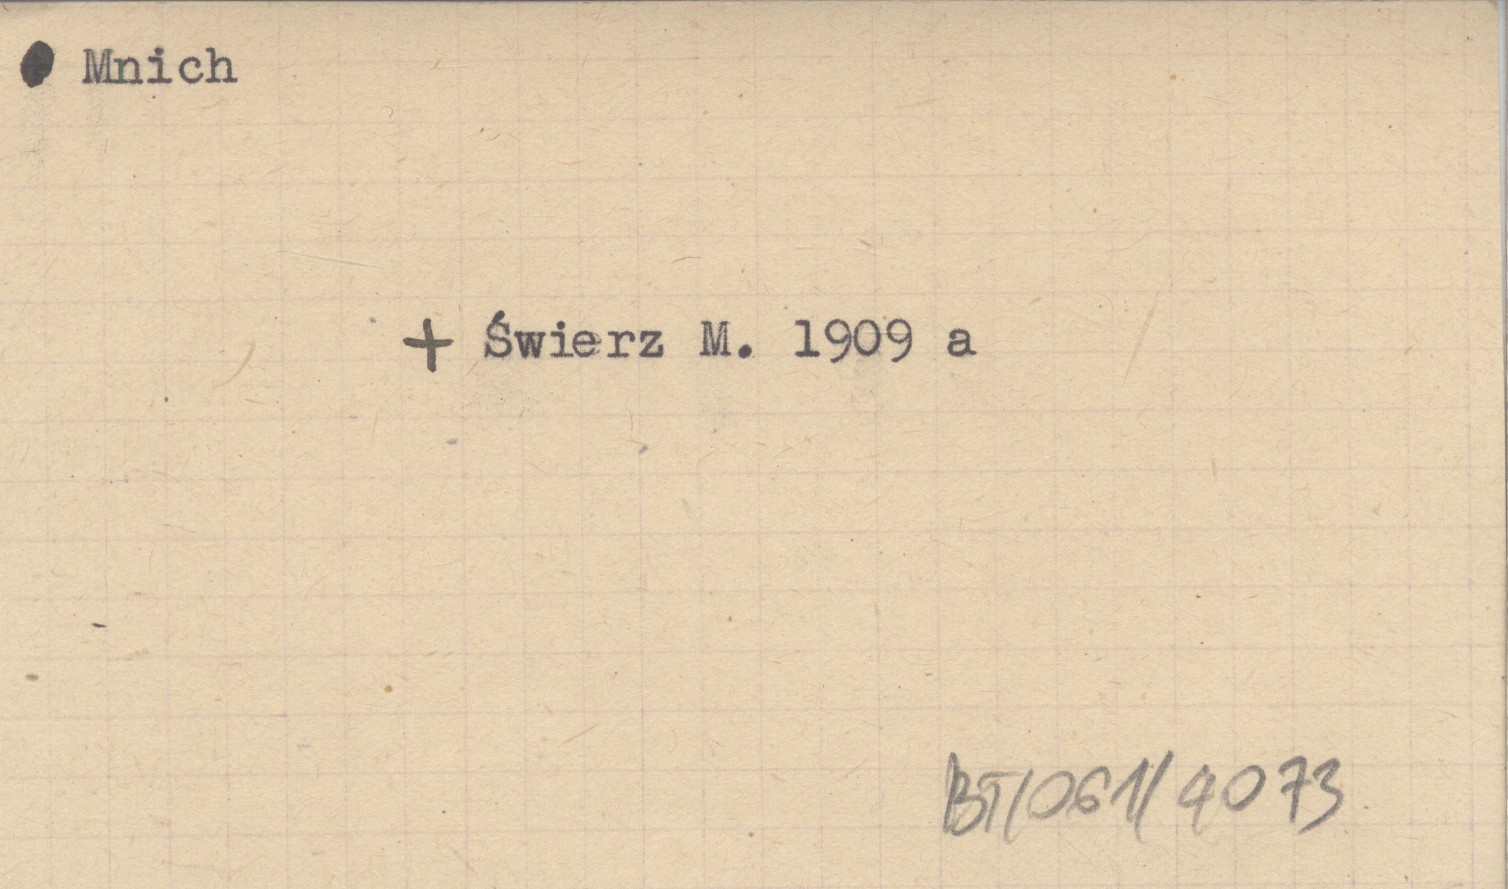 ● Mnich
+ Świerz M. 1909 a
BT/061/4073